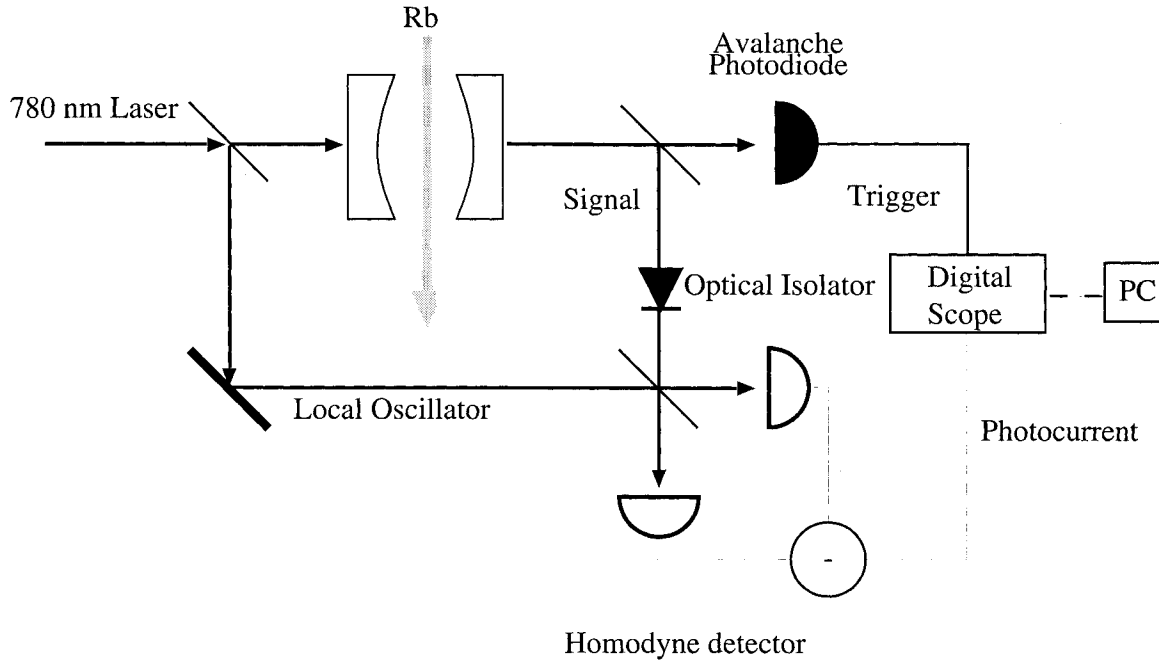 Rb
Avalanche
Photodiode
780 nm Laser
Signal
Trigger
Optical Isolator
Digital
Scope
PC
Local Oscillator
Photocurrent
-
Homodyne detector